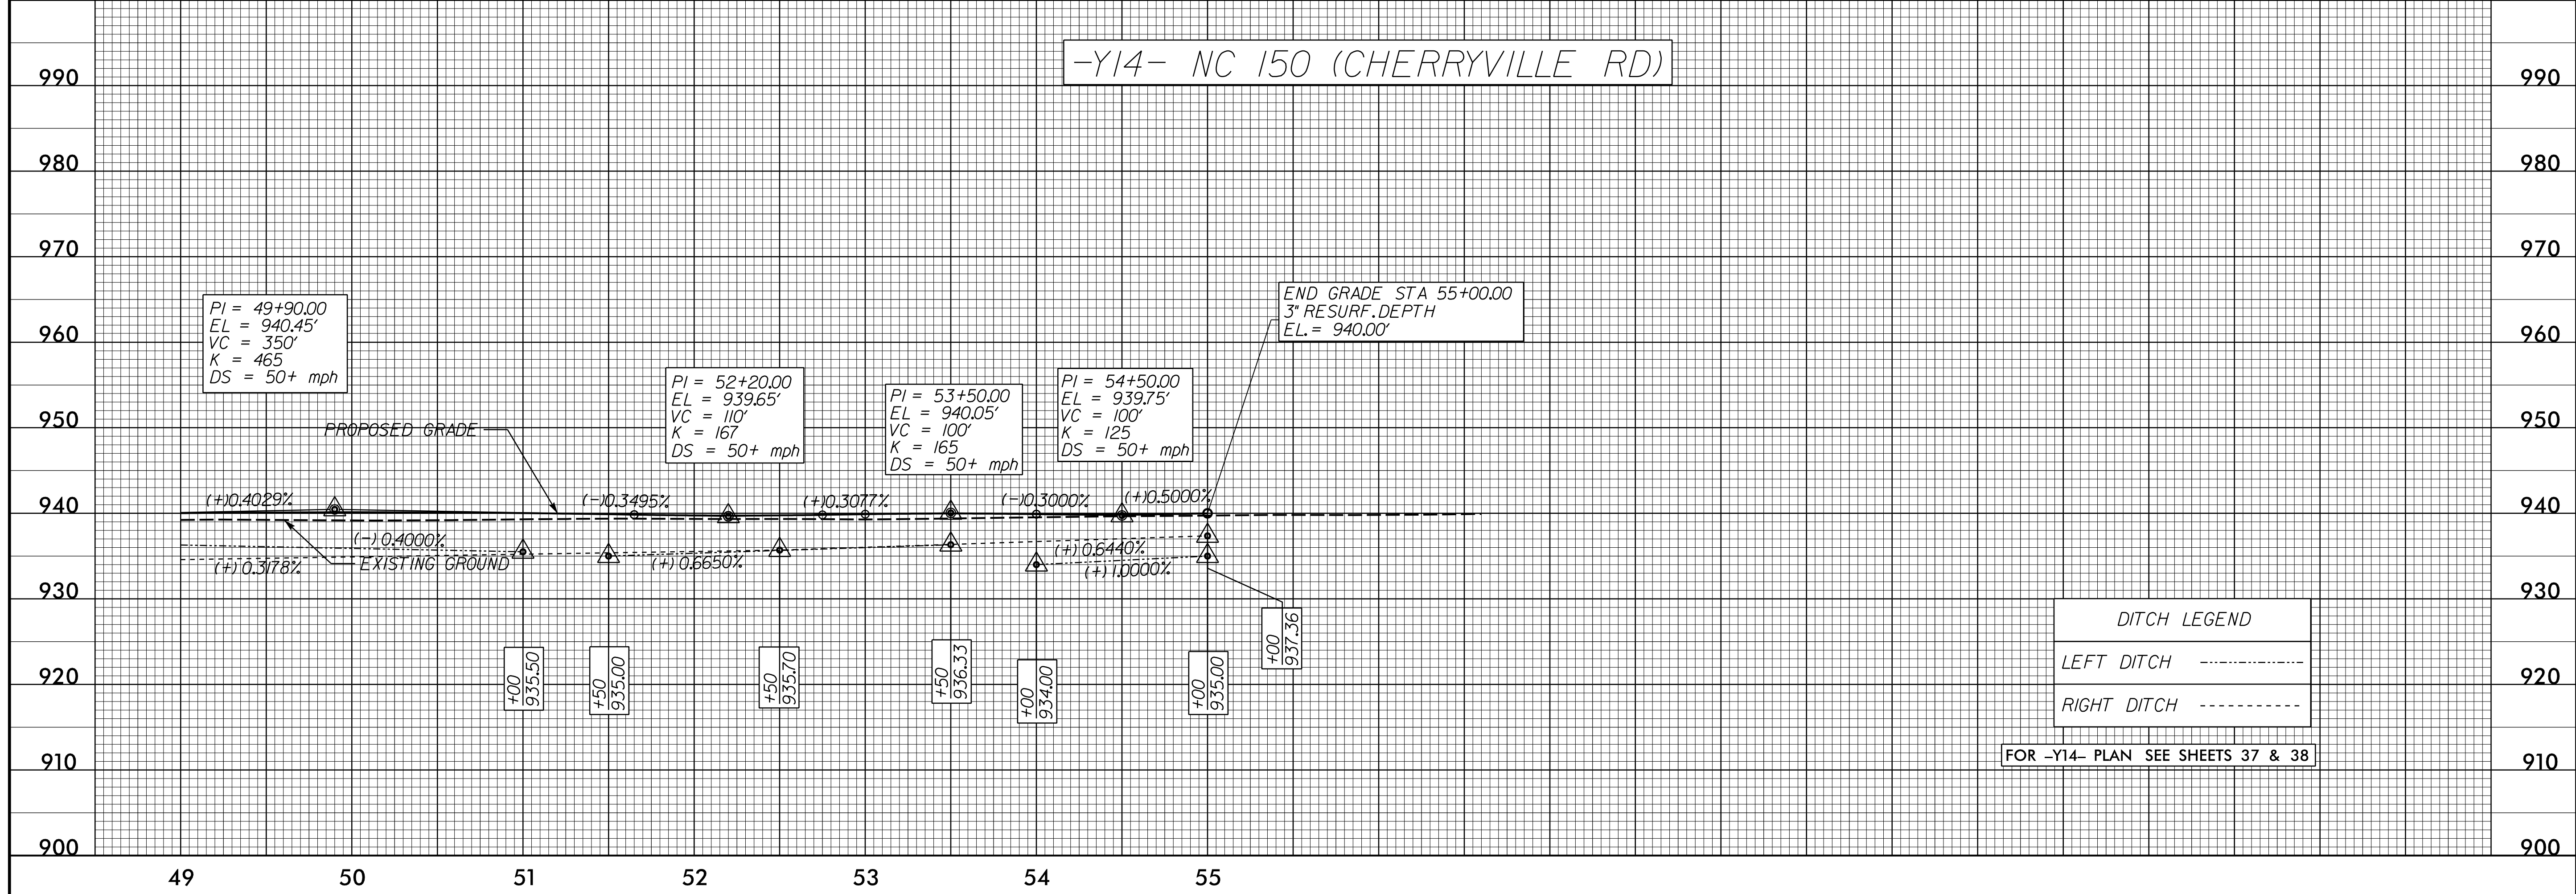 -Y14- NC 150 (CHERRYVILLE RD)
990
990
980
980
970
970
960
960
950
950
940
940
930
930
920
920
910
910
900
900
PI = 49+90.00
EL = 940.45'
VC = 350'
K = 465
DS = 50+ mph
PI = 52+20.00
EL = 939.65'
VC = 110'
K = 167
DS = 50+ mph
PI = 53+50.00
EL = 940.05'
VC = 100'
K = 165
DS = 50+ mph
PI = 54+50.00
EL = 939.75'
VC = 100'
K = 125
DS = 50+ mph
END GRADE STA 55+00.00
3" RESURF. DEPTH
EL. = 940.00'
PROPOSED GRADE
(+)0.4029%
(-)0.3495%
(+)0.3077%
(-)0.3000%
(+)0.5000%
(-)0.4000%
(+)0.3178%
EXISTING GROUND
(+)0.6650%
(+)0.6440%
(+)1.0000%
+00
935.50
+50
935.00
+50
935.70
+50
936.33
+00
934.00
+00
935.00
+00
937.36
DITCH LEGEND
LEFT DITCH
RIGHT DITCH
FOR -Y14- PLAN SEE SHEETS 37 & 38
49
50
51
52
53
54
55